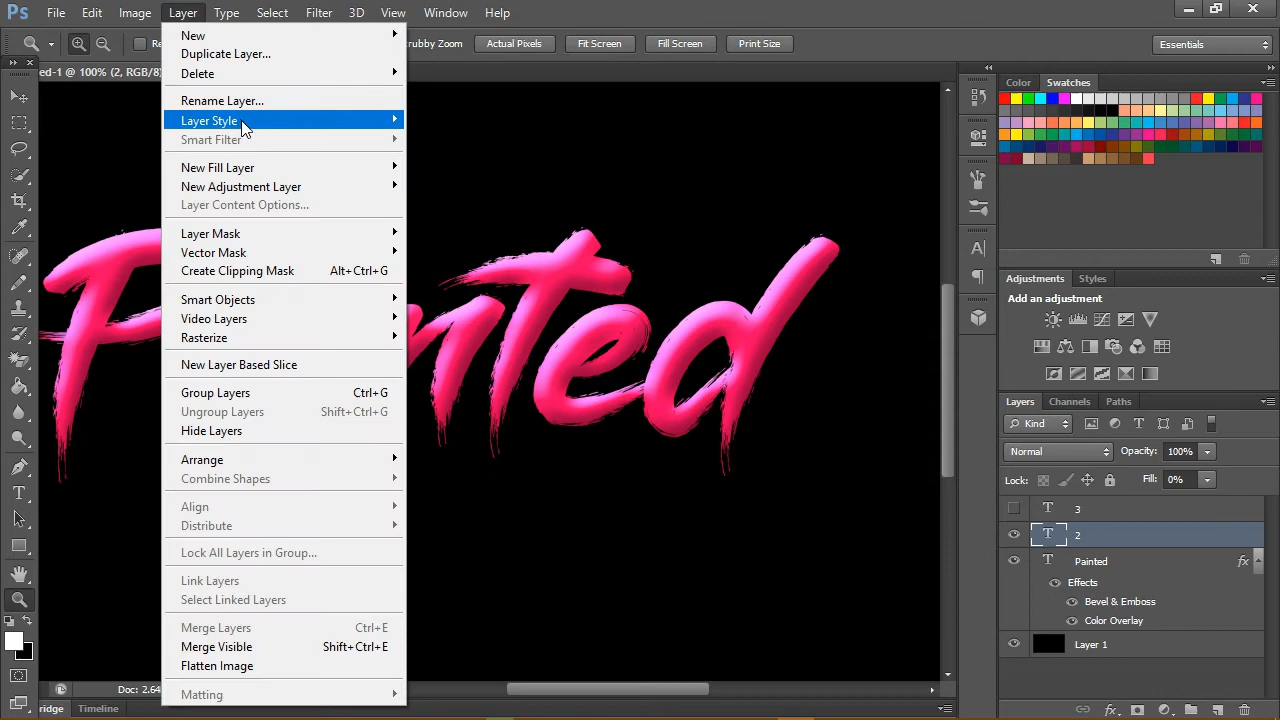 Ps File Edit Image Layer Type Select Filter 3D View Window Help
Re
New
Duplicate Layer...
Delete
Rename Layer...
Layer Style
Smart Filter
New Fill Layer
New Adjustment Layer
Layer Content Options...
Layer Mask
Vector Mask
Create Clipping Mask Alt+Ctrl+G
Smart Objects
Video Layers
Rasterize
New Layer Based Slice
Group Layers Ctrl+G
Ungroup Layers Shift+Ctrl+G
Hide Layers
Arrange
Combine Shapes
Align
Distribute
Lock All Layers in Group...
Link Layers
Select Linked Layers
Merge Layers Ctrl+E
Merge Visible Shift+Ctrl+E
Flatten Image
Matting
crubby Zoom Actual Pixels Fit Screen Fill Screen Print Size Essentials
ed-1 @ 100% (2, RGB/8)
P nted
Color Swatches
Adjustments Styles
Add an adjustment
Layers Channels Paths
Kind
Normal Opacity: 100%
Lock: Fill: 0%
T 3
T 2
T Painted fx
Effects
Bevel & Emboss
Color Overlay
Layer 1
fx
Doc: 2.64
ridge Timeline